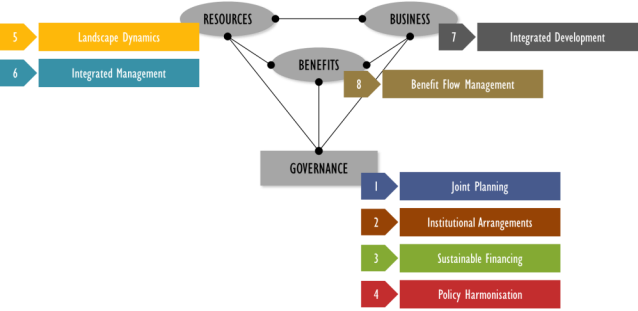 RESOURCES
BUSINESS
5 Landscape Dynamics
7 Integrated Development
6 Integrated Management
BENEFITS
8 Benefit Flow Management
GOVERNANCE
1 Joint Planning
2 Institutional Arrangements
3 Sustainable Financing
4 Policy Harmonisation